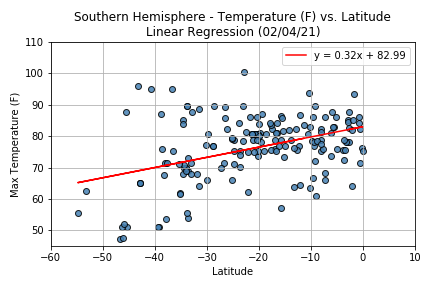 Southern Hemisphere - Temperature (F) vs. Latitude
Linear Regression (02/04/21)
y = 0.32x + 82.99
110
100
90
80
70
60
50
Max Temperature (F)
−60 −50 −40 −30 −20 −10 0 10
Latitude